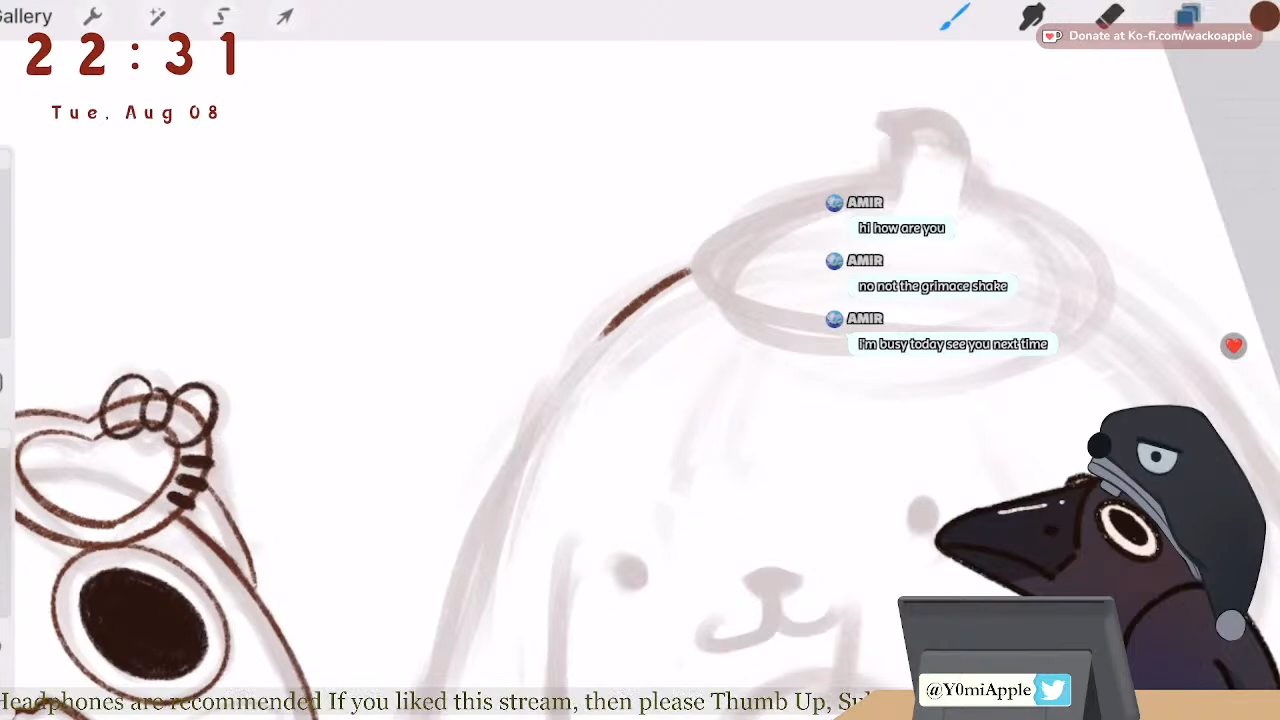 Gallery
Donate at Ko-fi.com/wackoapple
22:31
Tue, Aug 08
AMIR
hi how are you
AMIR
no not the grimace shake
AMIR
i'm busy today see you next time
Headphones are recommended If you liked this stream, then please Thumb Up,
@Y0miApple